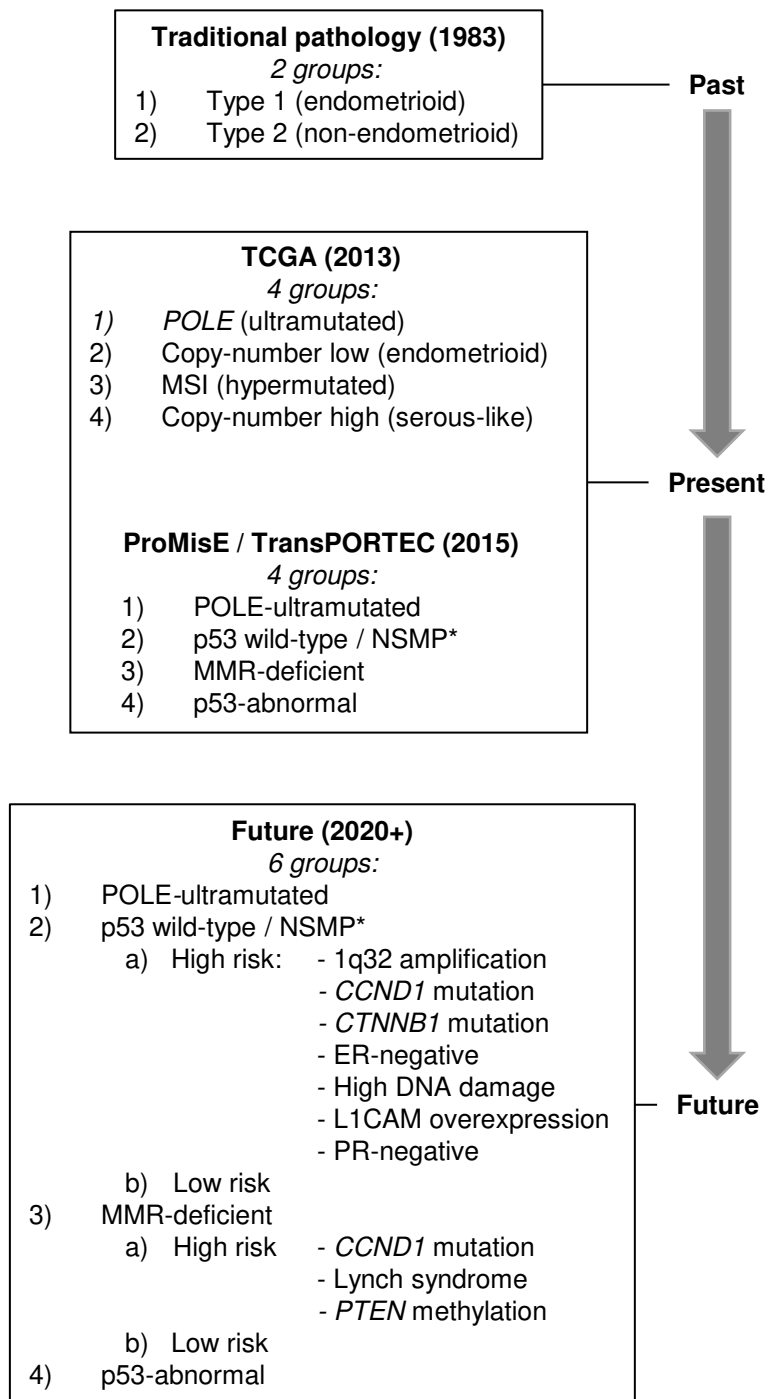 Traditional pathology (1983)
2 groups:
1) Type 1 (endometrioid)
2) Type 2 (non-endometrioid)
Past
TCGA (2013)
4 groups:
1) POLE (ultramutated)
2) Copy-number low (endometrioid)
3) MSI (hypermutated)
4) Copy-number high (serous-like)
Present
ProMisE / TransPORTEC (2015)
4 groups:
1) POLE-ultramutated
2) p53 wild-type / NSMP*
3) MMR-deficient
4) p53-abnormal
Future (2020+)
6 groups:
1) POLE-ultramutated
2) p53 wild-type / NSMP*
a) High risk: - 1q32 amplification
- CCND1 mutation
- CTNNB1 mutation
- ER-negative
- High DNA damage
- L1CAM overexpression
- PR-negative
Future
b) Low risk
3) MMR-deficient
a) High risk - CCND1 mutation
- Lynch syndrome
- PTEN methylation
b) Low risk
4) p53-abnormal